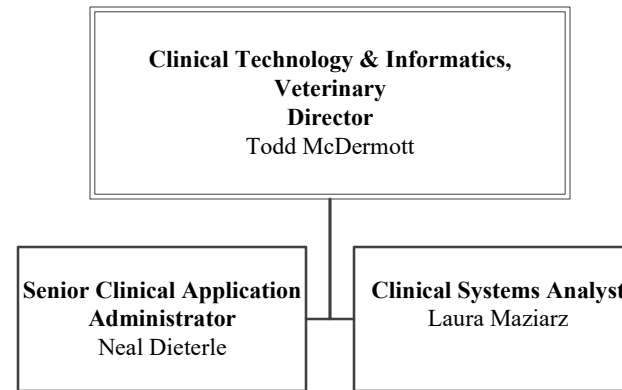 Clinical Technology & Informatics,
Veterinary
Director
Todd McDermott
Senior Clinical Application
Administrator
Neal Dieterle
Clinical Systems Analyst
Laura Maziarz